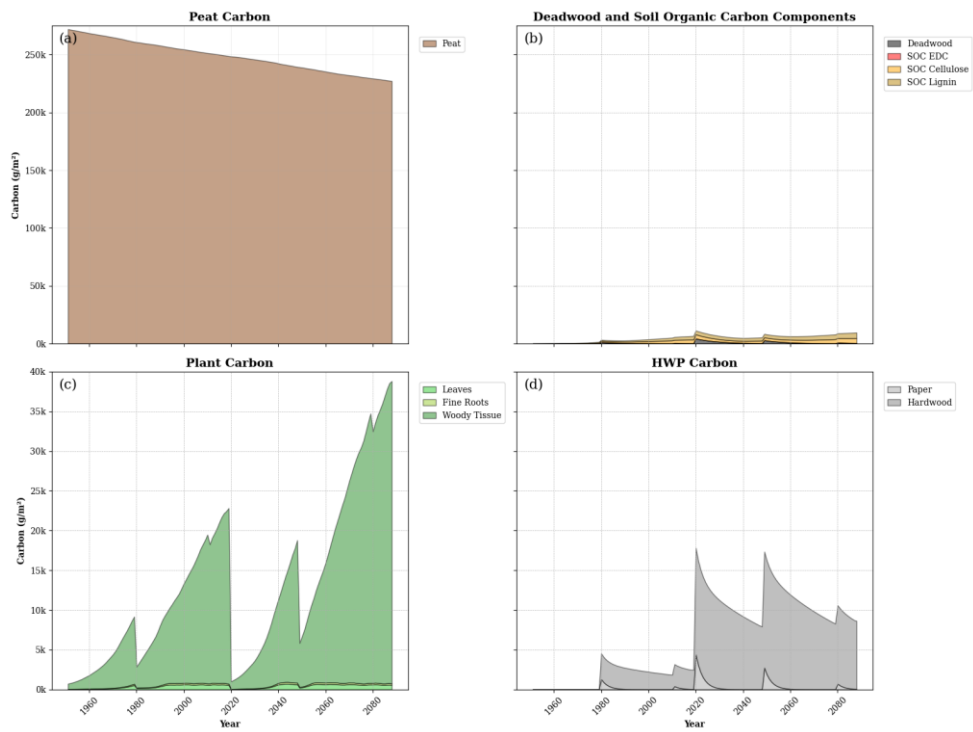 Peat Carbon
(a)
Peat
250k
200k
150k
100k
50k
0k
Carbon (g/m²)
Deadwood and Soil Organic Carbon Components
(b)
Deadwood
SOC EDC
SOC Cellulose
SOC Lignin
Plant Carbon
(c)
Leaves
Fine Roots
Woody Tissue
40k
35k
30k
25k
20k
15k
10k
5k
0k
Carbon (g/m²)
1960
1980
2000
2020
2040
2060
2080
Year
HWP Carbon
(d)
Paper
Hardwood
1960
1980
2000
2020
2040
2060
2080
Year